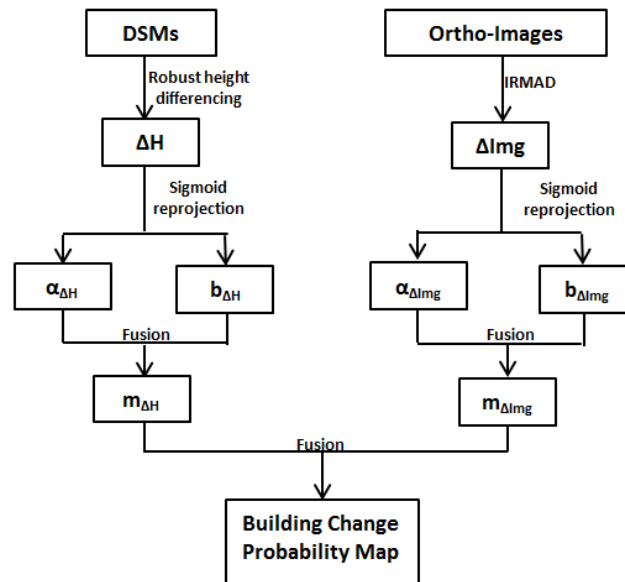 DSMs
Ortho-Images
Robust height
differencing
IRMAD
ΔH
ΔImg
Sigmoid
reprojection
Sigmoid
reprojection
αΔH
bΔH
αΔImg
bΔImg
Fusion
Fusion
mΔH
mΔImg
Fusion
Building Change
Probability Map